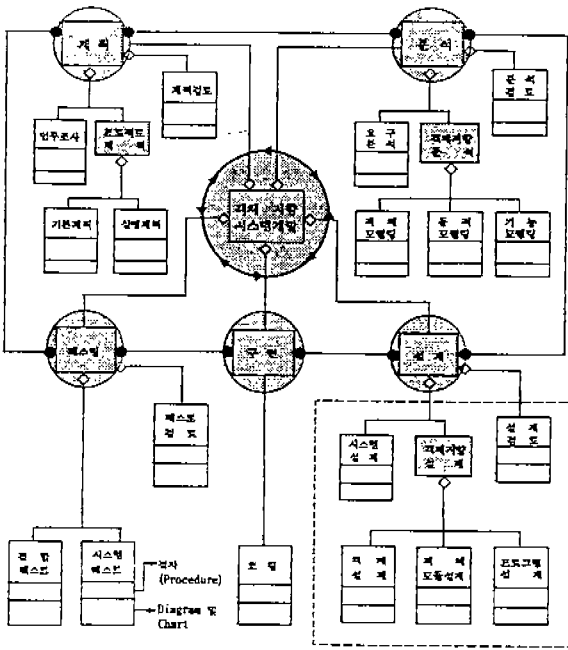 계 획
분 석
계획검토
분 석
검 토
업무조사
프로젝트
계 획
요 구
분 석
객체지향
분 석
기본계획
상세계획
객체 지향
시스템개발
객 체
모델링
동 적
모델링
기 능
모델링
테스팅
구 현
설 계
테스트
검 토
시스템
설 계
객체지향
설 계
설 계
검 토
결 합
테스트
시스템
테스트
절차
(Procedure)
Diagram 및
Chart
코 딩
객 체
설 계
객 체
모듈설계
프로그램
설 계